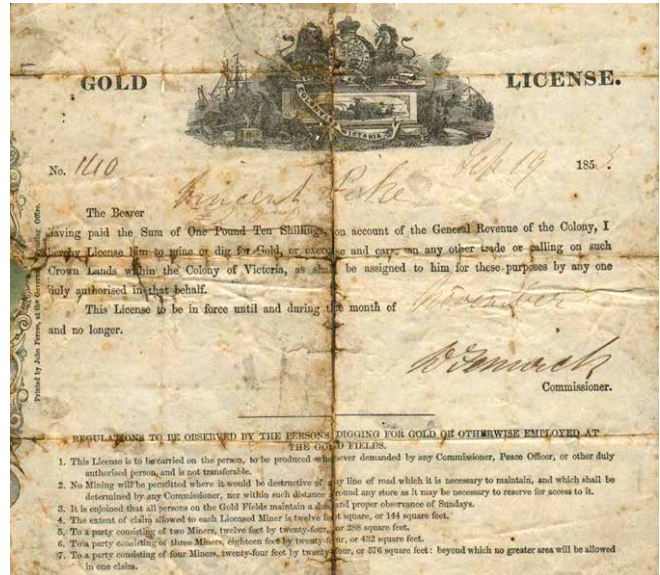 GOLD LICENSE.
COLONY VICTORIA
No. 1410 Sep 19 1853.
Vincent Pike
The Bearer
having paid the Sum of One Pound Ten Shillings, on account of the General Revenue of the Colony, I
hereby License him to mine or dig for Gold, or exercise and carry on any other trade or calling on such
Crown Lands within the Colony of Victoria, as shall be assigned to him for these purposes by any one
duly authorised in that behalf.
This License to be in force until and during the month of November
and no longer.
Commissioner.
Printed by John Ferres, at the Government Printing Office.
REGULATIONS TO BE OBSERVED BY THE PERSONS DIGGING FOR GOLD OR OTHERWISE EMPLOYED AT
THE GOLD FIELDS.
1. This License is to be carried on the person, to be produced whenever demanded by any Commissioner, Peace Officer, or other duly
authorised person, and is not transferable.
2. No Mining will be permitted where it would be destructive of any line of road which it is necessary to maintain, and which shall be
determined by any Commissioner, nor within such distance around any store as it may be necessary to reserve for access to it.
3. It is enjoined that all persons on the Gold Fields maintain a due and proper observance of Sundays.
4. The extent of claim allowed to each Licensed Miner is twelve feet square, or 144 square feet.
5. To a party consisting of two Miners, twelve feet by twenty-four, or 288 square feet.
6. To a party consisting of three Miners, eighteen feet by twenty-four, or 432 square feet.
7. To a party consisting of four Miners, twenty-four feet by twenty-four, or 576 square feet: beyond which no greater area will be allowed
in one claim.